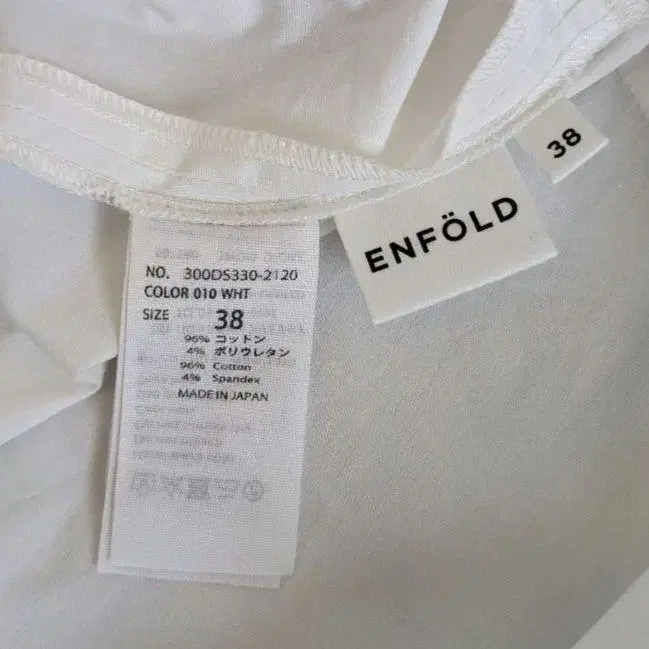 38
ENFÖLD
NO. 300DS330-2120
COLOR 010 WHT
SIZE 38
96% コットン
4% ポリウレタン
96% Cotton
4% Spandex
MADE IN JAPAN